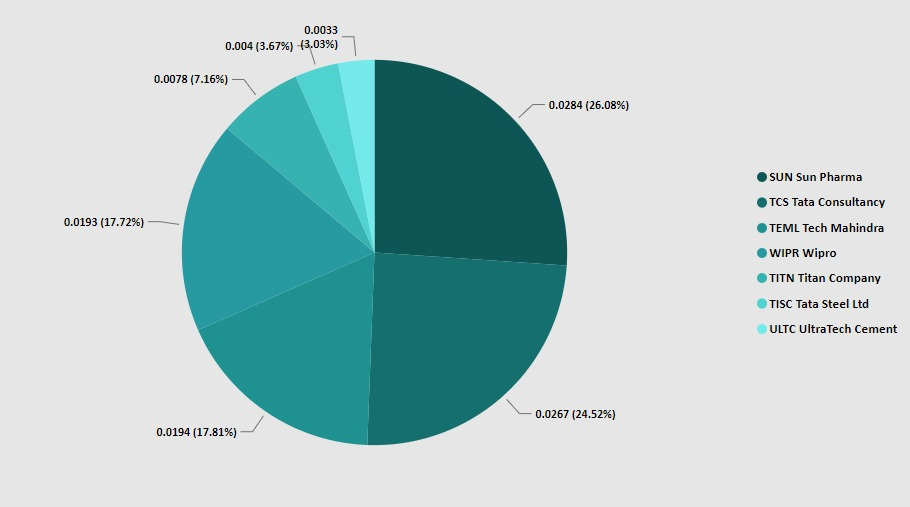 0.0033
(3.03%)
0.004 (3.67%)
0.0078 (7.16%)
0.0284 (26.08%)
0.0193 (17.72%)
0.0267 (24.52%)
0.0194 (17.81%)
SUN Sun Pharma
TCS Tata Consultancy
TEML Tech Mahindra
WIPR Wipro
TITN Titan Company
TISC Tata Steel Ltd
ULTC UltraTech Cement